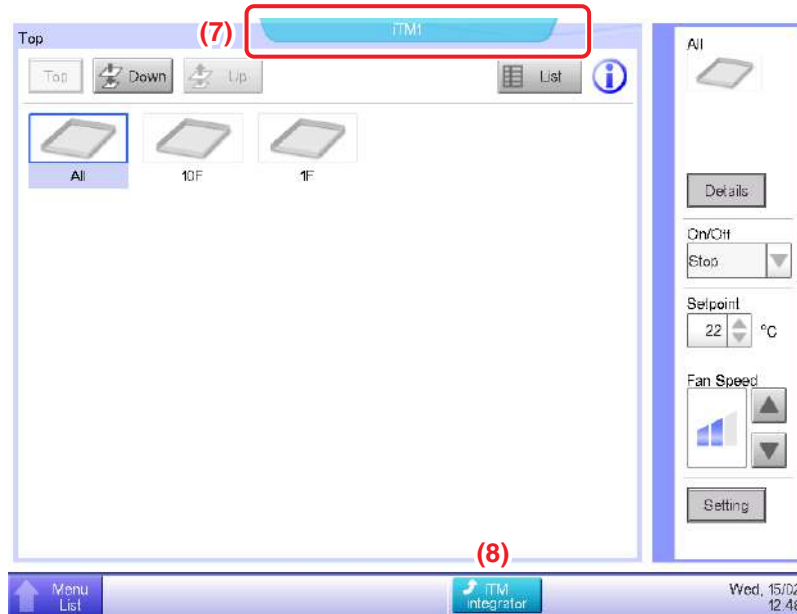 (7)
iTM1
Top
Top
Down
Up
List
All
10F
1F
All
Details
On/Off
Stop
Setpoint
22 °C
Fan Speed
Setting
(8)
Menu
List
iTM
integrator
Wed, 15/02
12:48